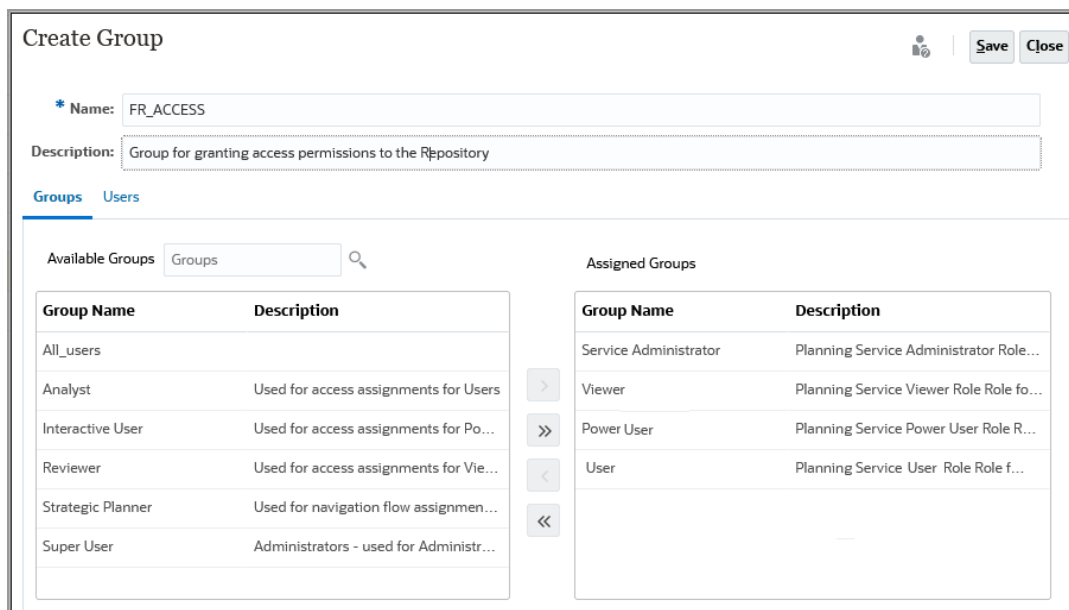 Create Group
Save Close
* Name: FR_ACCESS
Description: Group for granting access permissions to the Repository
Groups Users
Available Groups Groups
Assigned Groups
Group Name Description
All_users
Analyst Used for access assignments for Users
Interactive User Used for access assignments for Po...
Reviewer Used for access assignments for Vie...
Strategic Planner Used for navigation flow assignmen...
Super User Administrators - used for Administr...
> >> < <<
Group Name Description
Service Administrator Planning Service Administrator Role...
Viewer Planning Service Viewer Role Role fo...
Power User Planning Service Power User Role R...
User Planning Service User Role Role f...